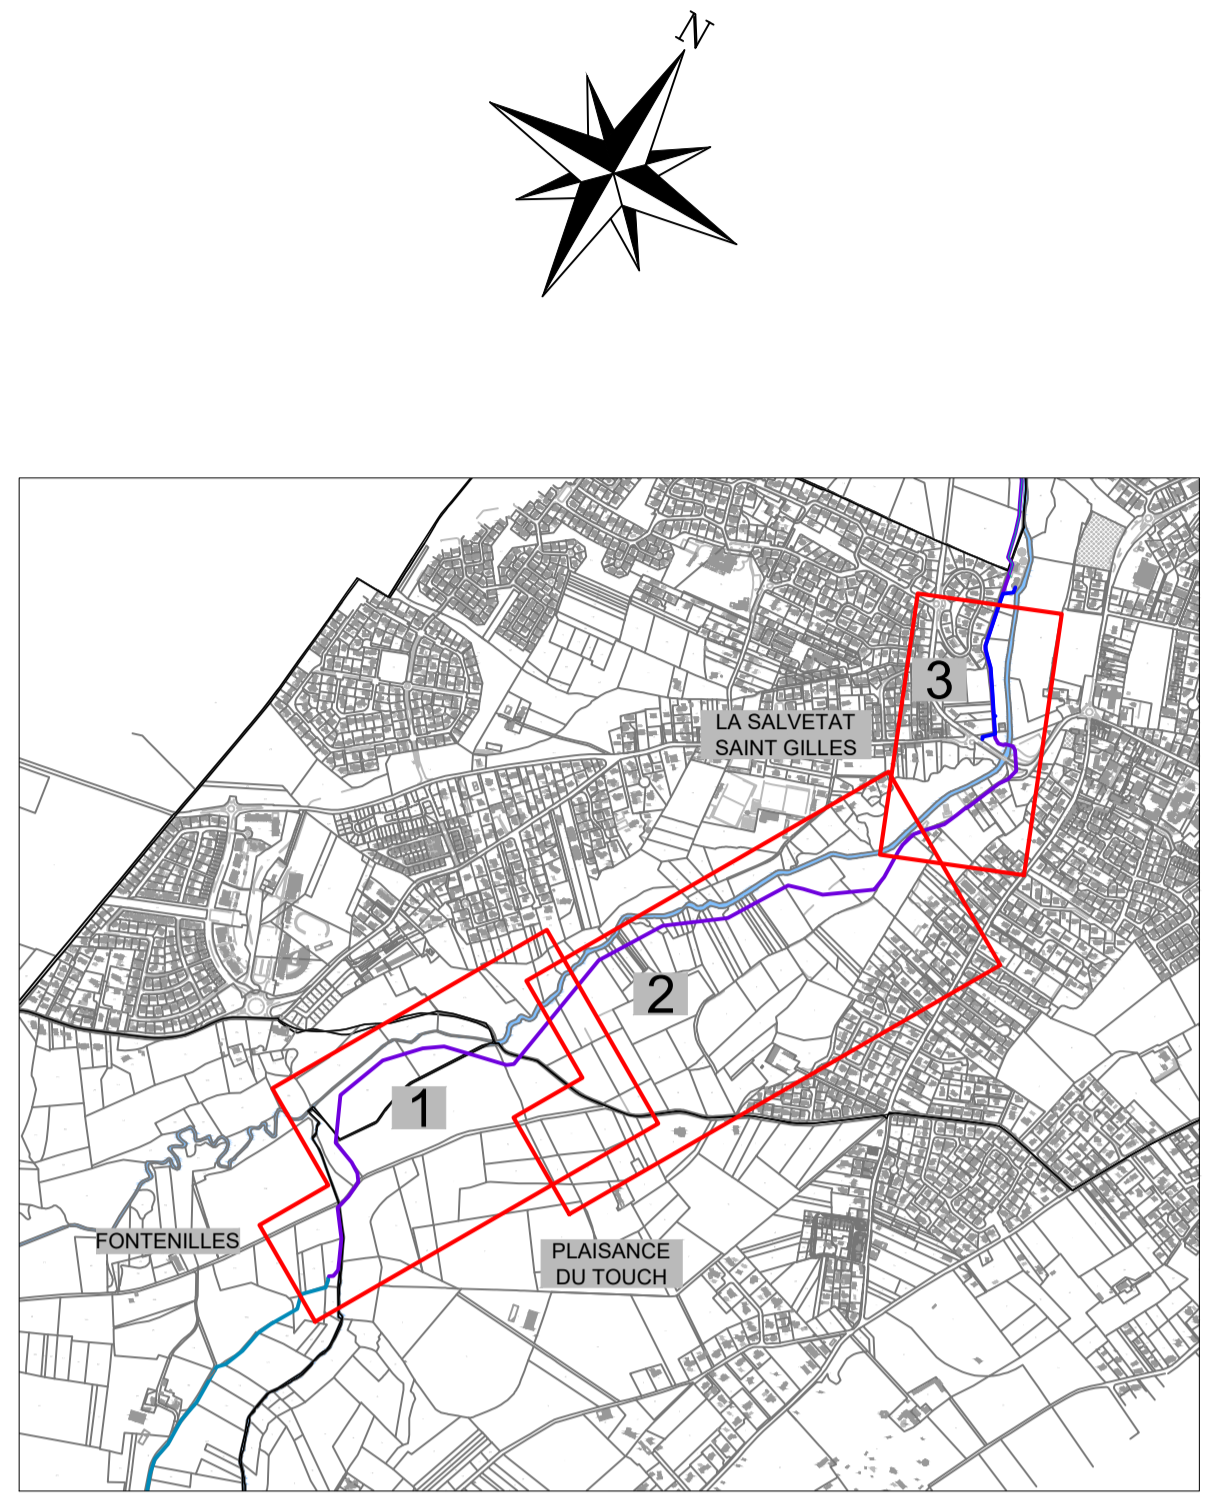 N
3
LA SALVETAT
SAINT GILLES
2
1
FONTENILLES
PLAISANCE
DU TOUCH